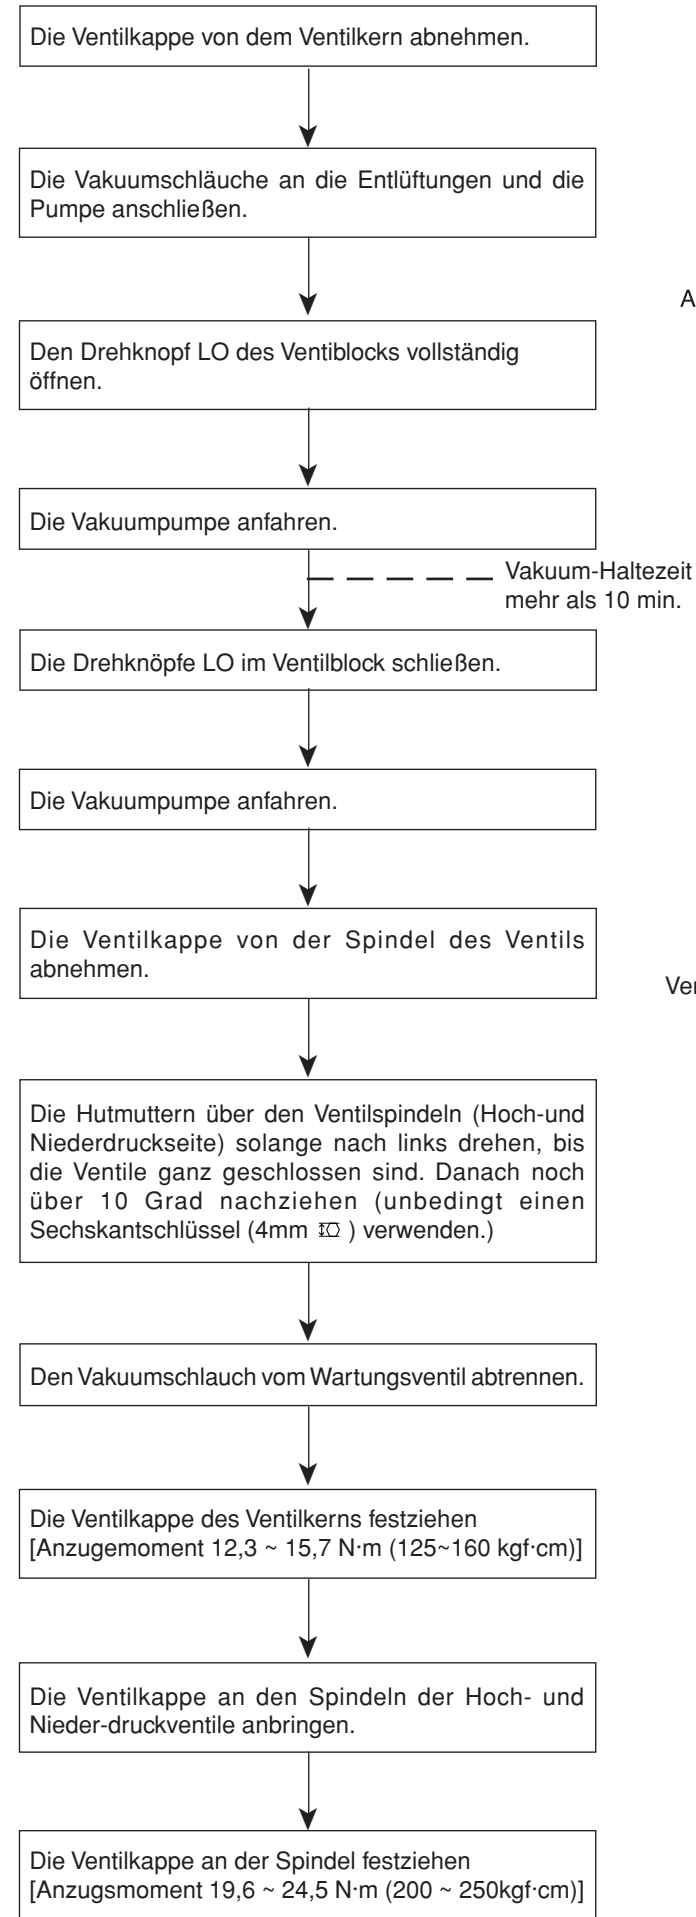 Die Ventilkappe von dem Ventilkern abnehmen.
Die Vakuumschläuche an die Entlüftungen und die
Pumpe anschließen.
A
Den Drehknopf LO des Ventiblocks vollständig
öffnen.
Die Vakuumpumpe anfahren.
Vakuum-Haltezeit
mehr als 10 min.
Die Drehknöpfe LO im Ventilblock schließen.
Die Vakuumpumpe anfahren.
Die Ventilkappe von der Spindel des Ventils
abnehmen.
Ver
Die Hutmuttern über den Ventilspindeln (Hoch-und
Niederdruckseite) solange nach links drehen, bis
die Ventile ganz geschlossen sind. Danach noch
über 10 Grad nachziehen (unbedingt einen
Sechskantschlüssel (4mm ) verwenden.)
Den Vakuumschlauch vom Wartungsventil abtrennen.
Die Ventilkappe des Ventilkerns festziehen
[Anzugemoment 12,3 ~ 15,7 N·m (125~160 kgf·cm)]
Die Ventilkappe an den Spindeln der Hoch- und
Nieder-druckventile anbringen.
Die Ventilkappe an der Spindel festziehen
[Anzugsmoment 19,6 ~ 24,5 N·m (200 ~ 250kgf·cm)]